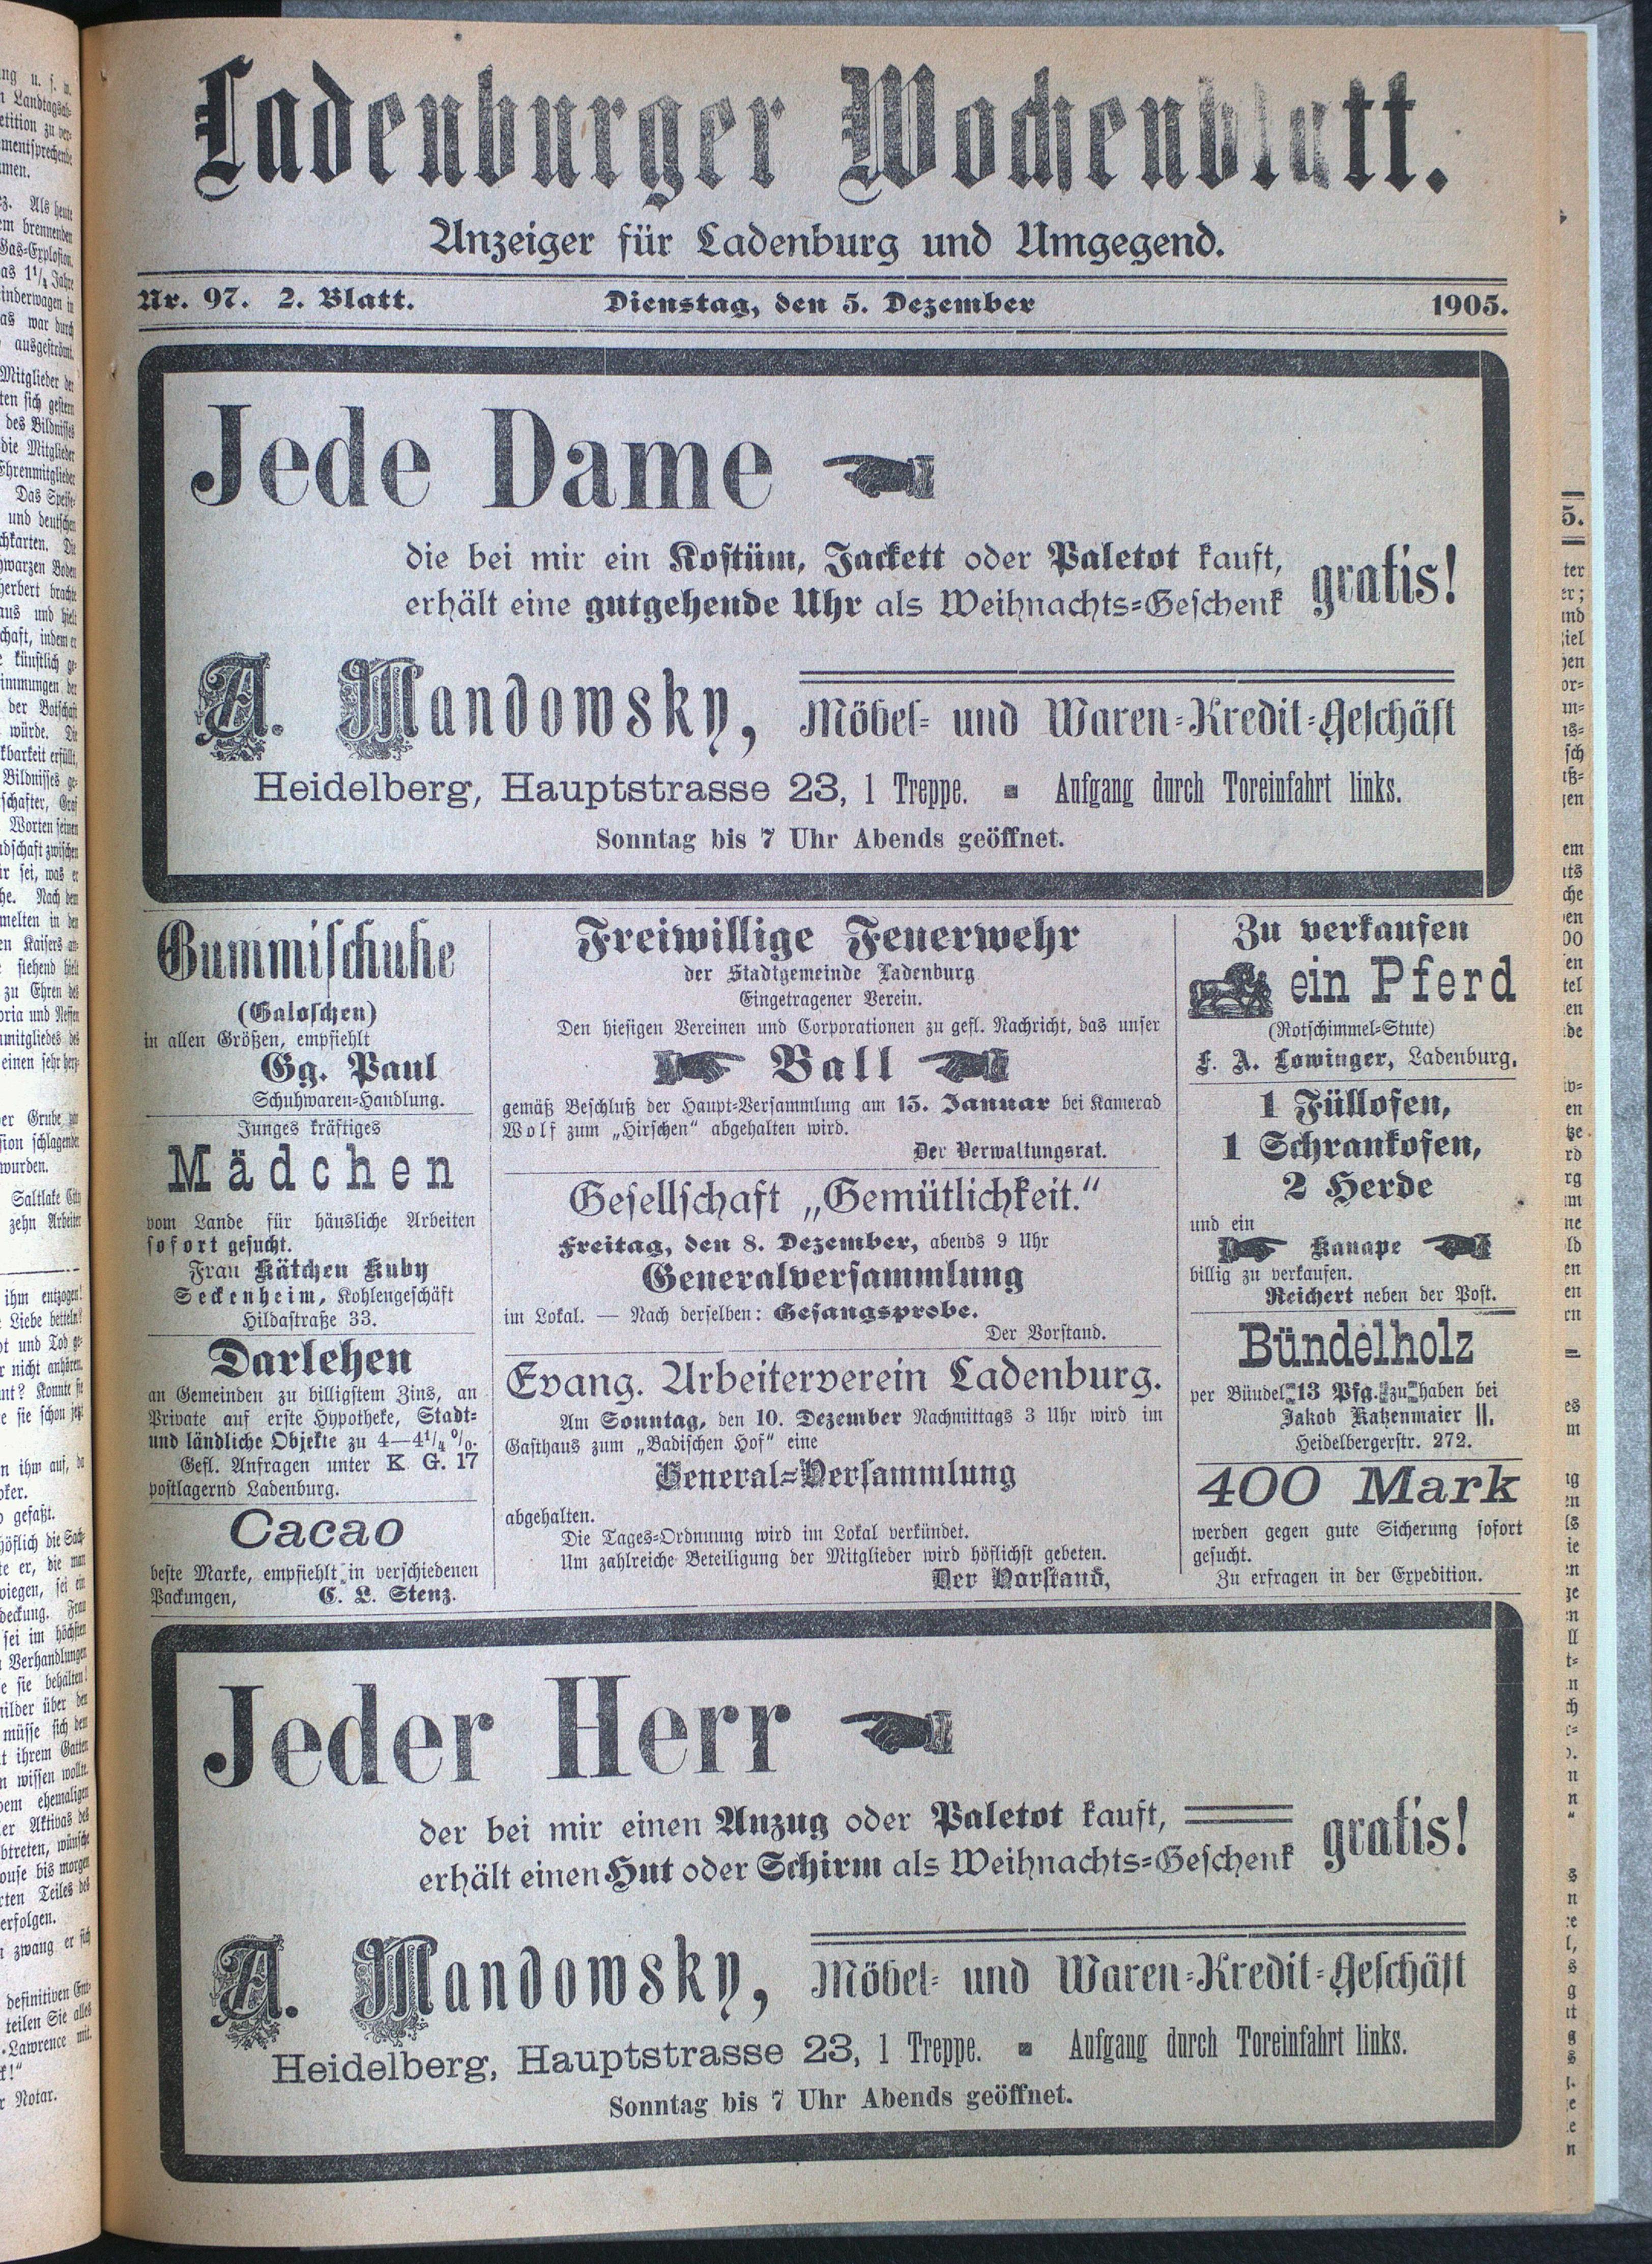 Ladenburger Wochenblatt.
Anzeiger für Ladenburg und Umgegend.
Nr. 97. 2. Blatt. Dienstag, den 5. Dezember 1905.
Jede Dame
die bei mir ein Kostüm, Jackett oder Paletot kauft,
erhält eine gutgehende Uhr als Weihnachts-Geschenk gratis!
A. Mandowsky, Möbel- und Waren-Kredit-Geschäft
Heidelberg, Hauptstrasse 23, 1 Treppe. Aufgang durch Toreinfahrt links.
Sonntag bis 7 Uhr Abends geöffnet.
Gummischuhe
(Galoschen)
in allen Größen, empfiehlt
Gg. Paul
Schuhwaren-Handlung.
Junges kräftiges
Mädchen
vom Lande für häusliche Arbeiten
sofort gesucht.
Frau Kätchen Kuby
Seckenheim, Kohlengeschäft
Hildastraße 33.
Darlehen
an Gemeinden zu billigstem Zins, an
Private auf erste Hypotheke, Stadt-
und ländliche Objekte zu 4—4¼ %.
Gefl. Anfragen unter K G. 17
postlagernd Ladenburg.
Cacao
beste Marke, empfiehlt in verschiedenen
Packungen, C. L. Stenz.
Freiwillige Feuerwehr
der Stadtgemeinde Ladenburg
Eingetragener Verein.
Den hiesigen Vereinen und Corporationen zu gefl. Nachricht, das unser
Ball
gemäß Beschluß der Haupt-Versammlung am 15. Januar bei Kamerad
Wolf zum „Hirschen“ abgehalten wird.
Der Verwaltungsrat.
Gesellschaft „Gemütlichkeit.“
Freitag, den 8. Dezember, abends 9 Uhr
Generalversammlung
im Lokal. — Nach derselben: Gesangsprobe.
Der Vorstand.
Evang. Arbeiterverein Ladenburg.
Am Sonntag, den 10. Dezember Nachmittags 3 Uhr wird im
Gasthaus zum „Badischen Hof“ eine
General-Versammlung
abgehalten.
Die Tages-Ordnuung wird im Lokal verkündet.
Um zahlreiche Beteiligung der Mitglieder wird höflichst gebeten.
Der Vorstand,
Zu verkaufen
ein Pferd
(Rotschimmel-Stute)
F. A. Lowinger, Ladenburg.
1 Füllofen,
1 Schrankofen,
2 Herde
und ein
Kanape
billig zu verkaufen.
Reichert neben der Post.
Bündelholz
per Bündel 13 Pfg. zu haben bei
Jakob Katzenmaier II.
Heidelbergerstr. 272.
400 Mark
werden gegen gute Sicherung sofort
gesucht.
Zu erfragen in der Expedition.
Jeder Herr
der bei mir einen Anzug oder Paletot kauft,
erhält einen Hut oder Schirm als Weihnachts-Geschenk gratis!
A. Mandowsky, Möbel- und Waren-Kredit-Geschäft
Heidelberg, Hauptstrasse 23, 1 Treppe. Aufgang durch Toreinfahrt links.
Sonntag bis 7 Uhr Abends geöffnet.